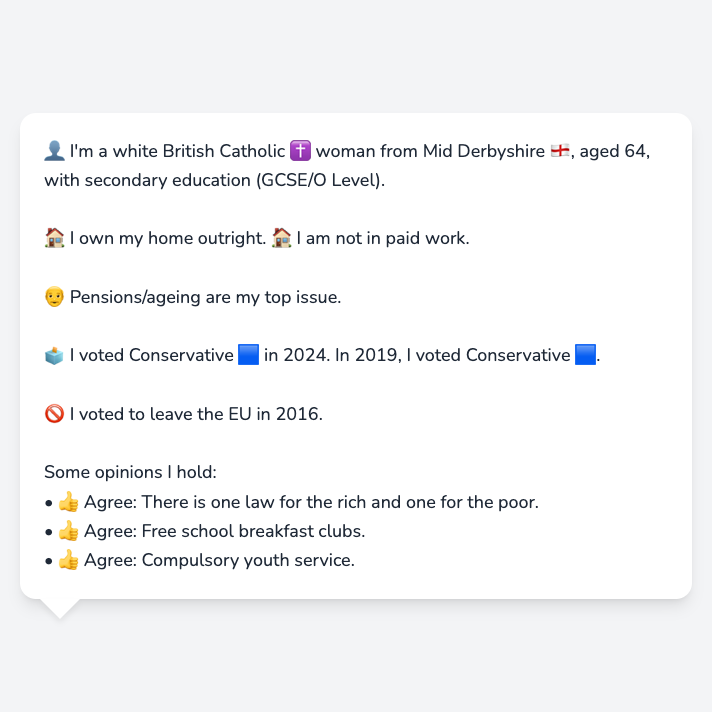 👤 I'm a white British Catholic ✝️ woman from Mid Derbyshire 🏴󠁧󠁢󠁥󠁮󠁧󠁿, aged 64,
with secondary education (GCSE/O Level).
🏠 I own my home outright. 🏠 I am not in paid work.
👴 Pensions/ageing are my top issue.
🗳️ I voted Conservative 🟦 in 2024. In 2019, I voted Conservative 🟦.
🚫 I voted to leave the EU in 2016.
Some opinions I hold:
• 👍 Agree: There is one law for the rich and one for the poor.
• 👍 Agree: Free school breakfast clubs.
• 👍 Agree: Compulsory youth service.